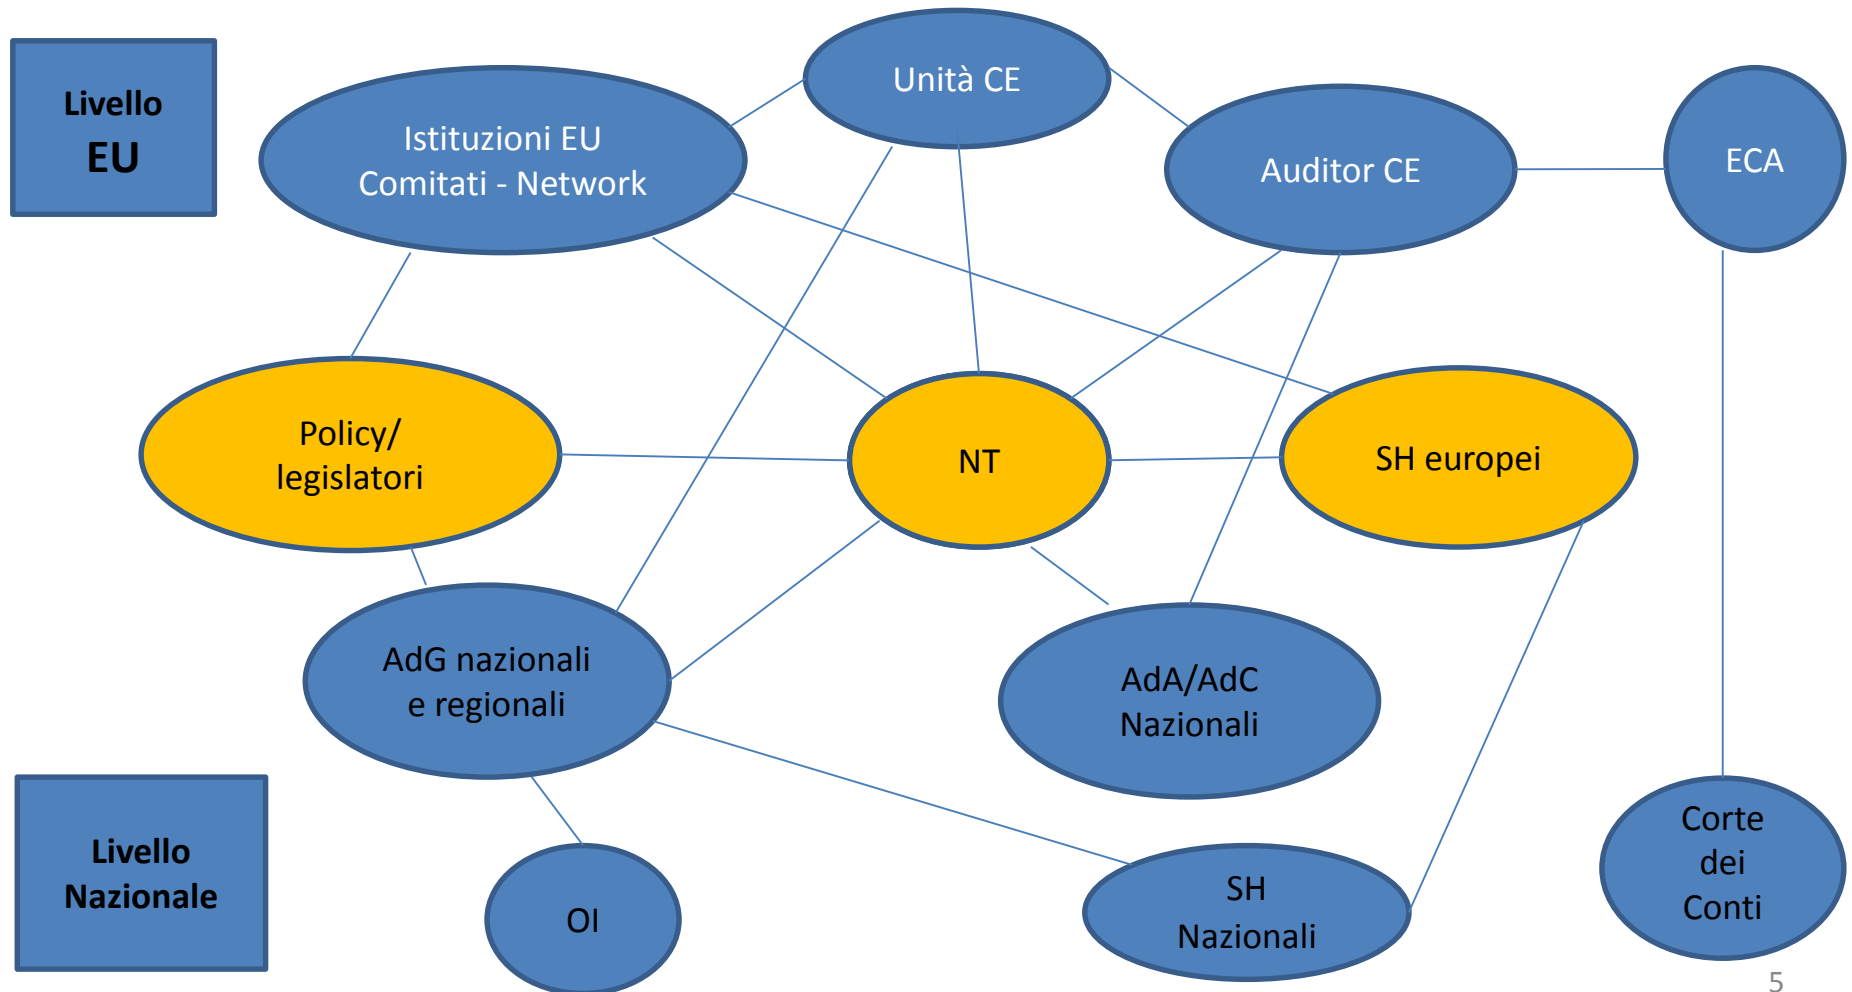 Livello
EU
Istituzioni EU
Comitati - Network
Unità CE
Auditor CE
ECA
Policy/
legislatori
NT
SH europei
AdG nazionali
e regionali
AdA/AdC
Nazionali
Livello
Nazionale
OI
SH
Nazionali
Corte
dei
Conti
5